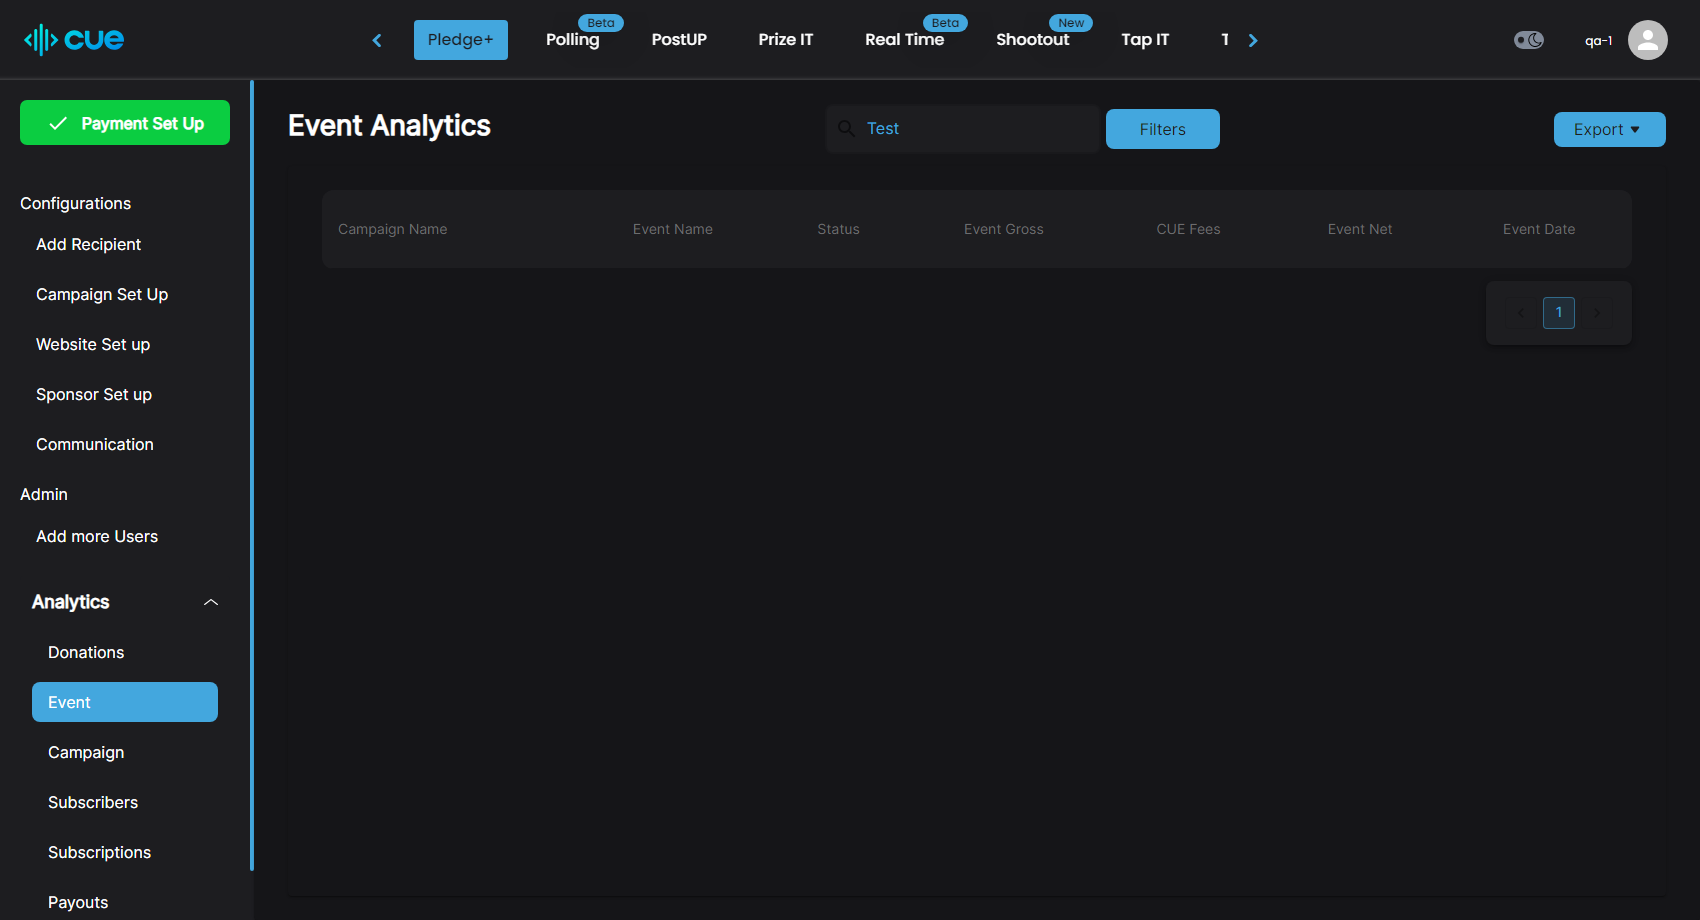 CUE
Pledge+
Beta
Polling
PostUP
Prize IT
Beta
Real Time
New
Shootout
Tap IT
qa-1
Payment Set Up
Configurations
Add Recipient
Campaign Set Up
Website Set up
Sponsor Set up
Communication
Admin
Add more Users
Analytics
Donations
Event
Campaign
Subscribers
Subscriptions
Payouts
Event Analytics
Test
Filters
Export
Campaign Name
Event Name
Status
Event Gross
CUE Fees
Event Net
Event Date
1